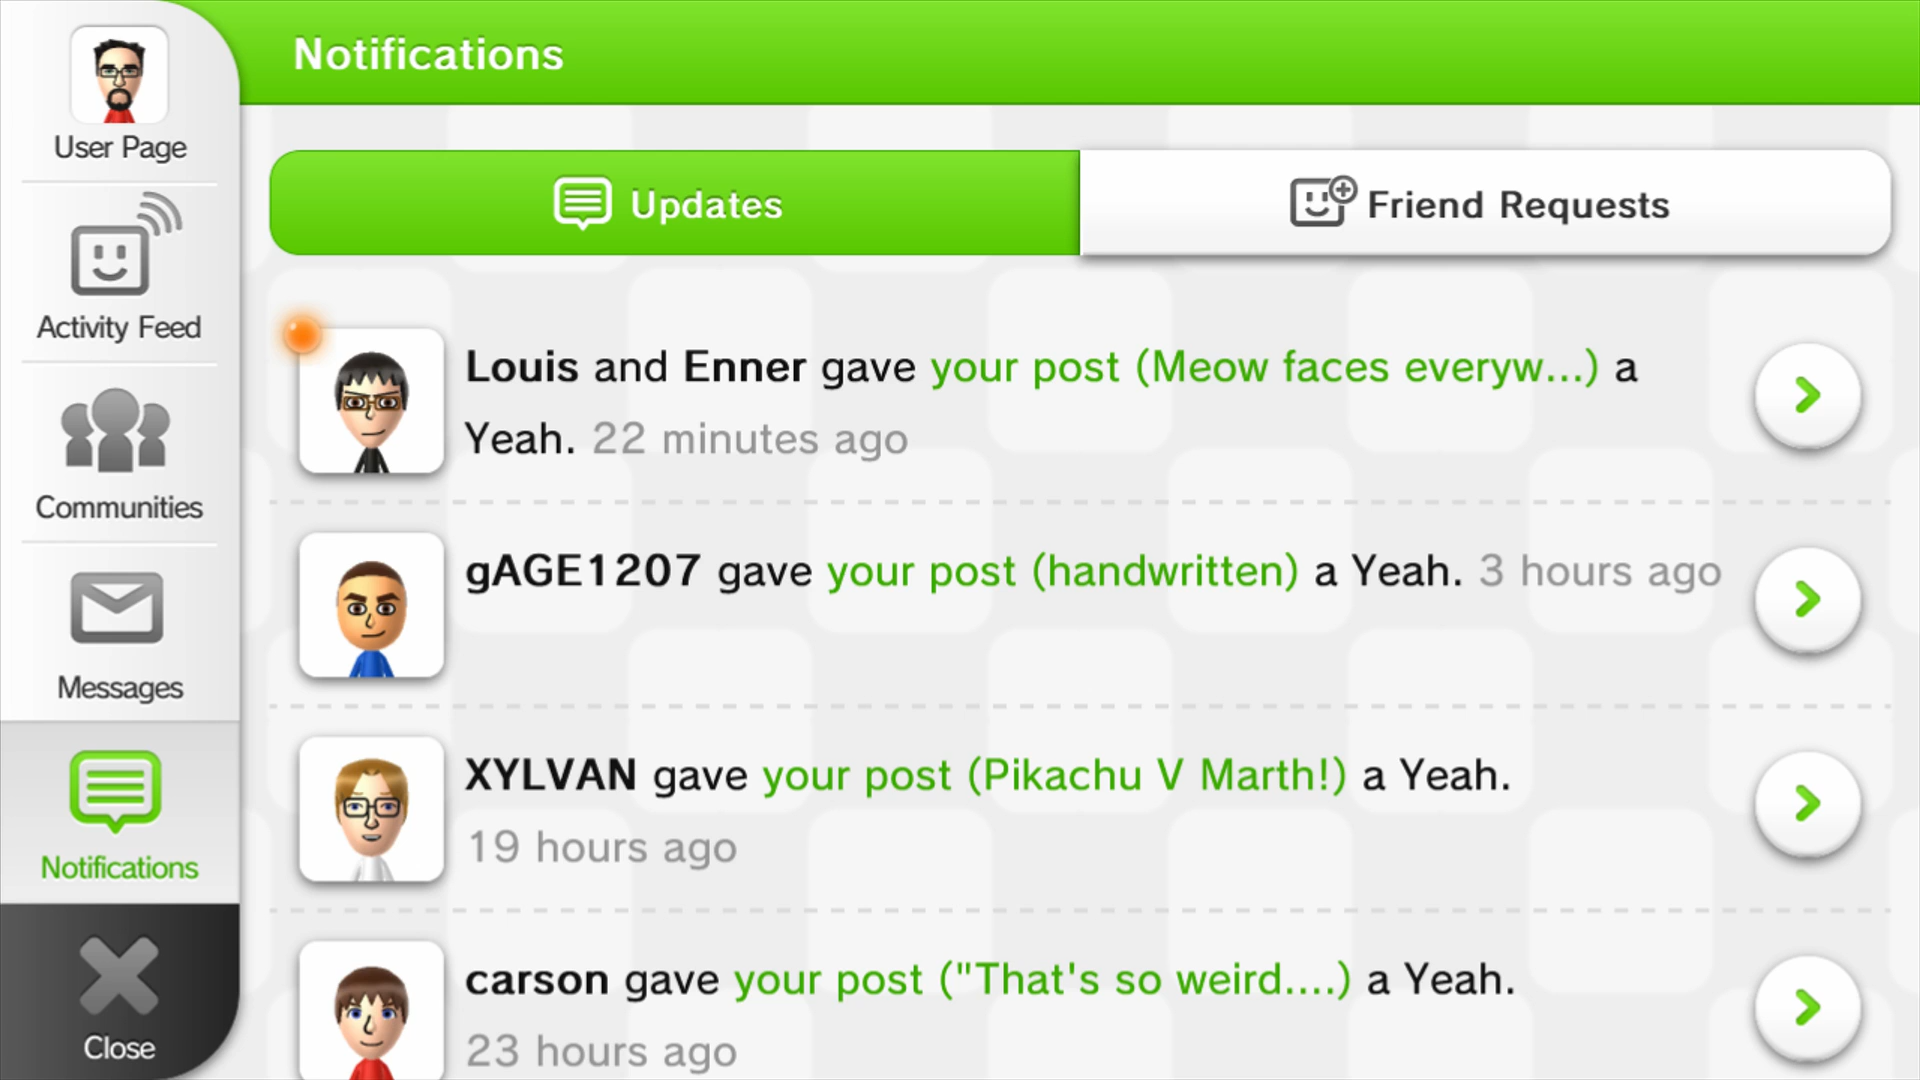 Notifications
User Page
Activity Feed
Communities
Messages
Notifications
Close
Updates
Friend Requests
Louis and Enner gave your post (Meow faces everyw...) a
Yeah. 22 minutes ago
gAGE1207 gave your post (handwritten) a Yeah. 3 hours ago
XYLVAN gave your post (Pikachu V Marth!) a Yeah.
19 hours ago
carson gave your post ("That's so weird....) a Yeah.
23 hours ago